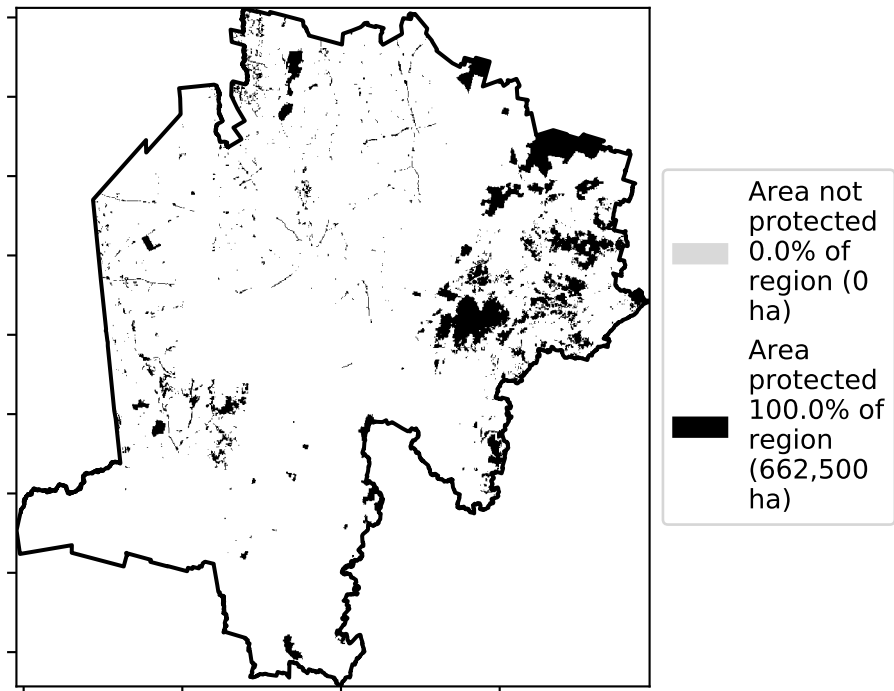 Area not
protected
0.0% of
region (0
ha)
Area
protected
100.0% of
region
(662,500
ha)